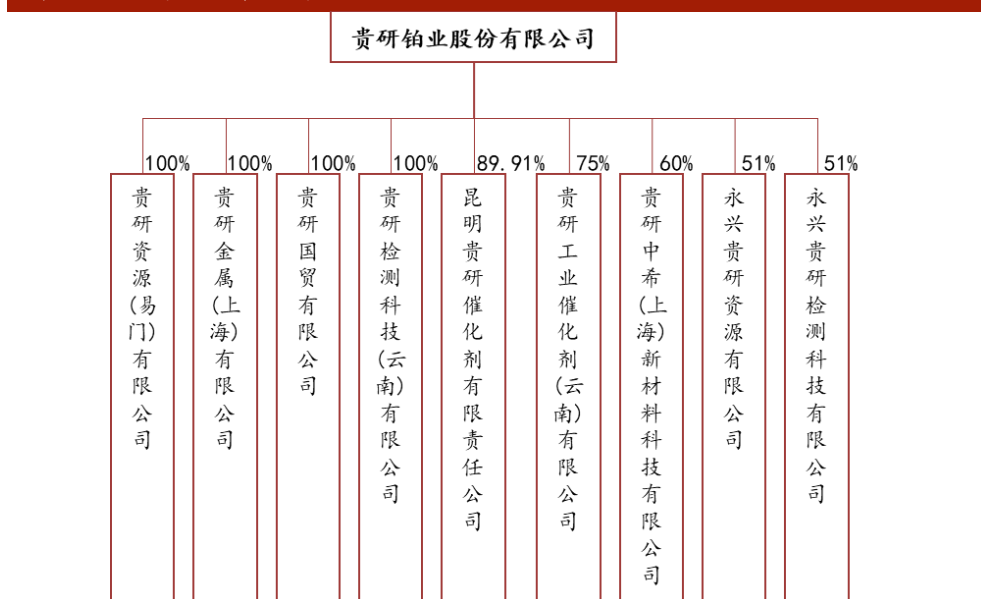 贵研铂业股份有限公司
100%
100%
100%
100%
89.91%
75%
60%
51%
51%
贵研资源(易门)有限公司
贵研金属(上海)有限公司
贵研国贸有限公司
贵研检测科技(云南)有限公司
昆明贵研催化剂有限责任公司
贵研工业催化剂(云南)有限公司
贵研中希(上海)新材料科技有限公司
永兴贵研资源有限公司
永兴贵研检测科技有限公司